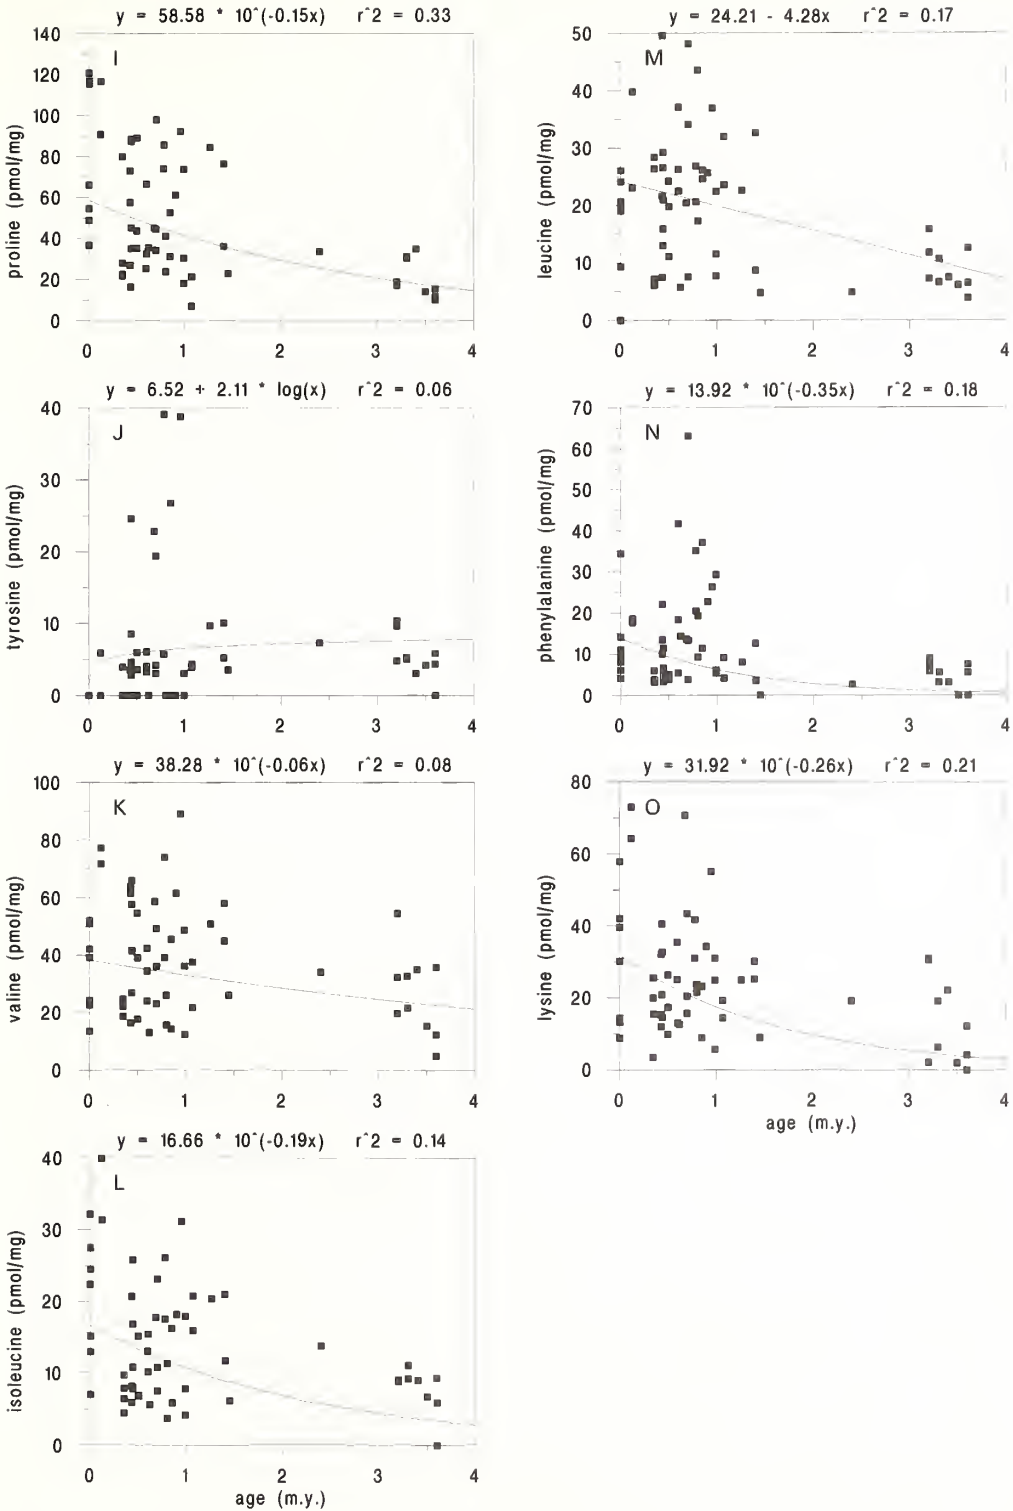 y = 58.58 * 10^(-0.15x) r^2 = 0.33
140
120
100
80
60
40
20
0
I
proline (pmol/mg)
0 1 2 3 4
y = 6.52 + 2.11 * log(x) r^2 = 0.06
40
30
20
10
0
J
tyrosine (pmol/mg)
0 1 2 3 4
y = 38.28 * 10^(-0.06x) r^2 = 0.08
100
80
60
40
20
0
K
valine (pmol/mg)
0 1 2 3 4
y = 16.66 * 10^(-0.19x) r^2 = 0.14
40
30
20
10
0
L
isoleucine (pmol/mg)
0 1 2 3 4
age (m.y.)
y = 24.21 - 4.28x r^2 = 0.17
50
40
30
20
10
0
M
leucine (pmol/mg)
0 1 2 3 4
y = 13.92 * 10^(-0.35x) r^2 = 0.18
70
60
50
40
30
20
10
0
N
phenylalanine (pmol/mg)
0 1 2 3 4
y = 31.92 * 10^(-0.26x) r^2 = 0.21
80
60
40
20
0
O
lysine (pmol/mg)
0 1 2 3 4
age (m.y.)